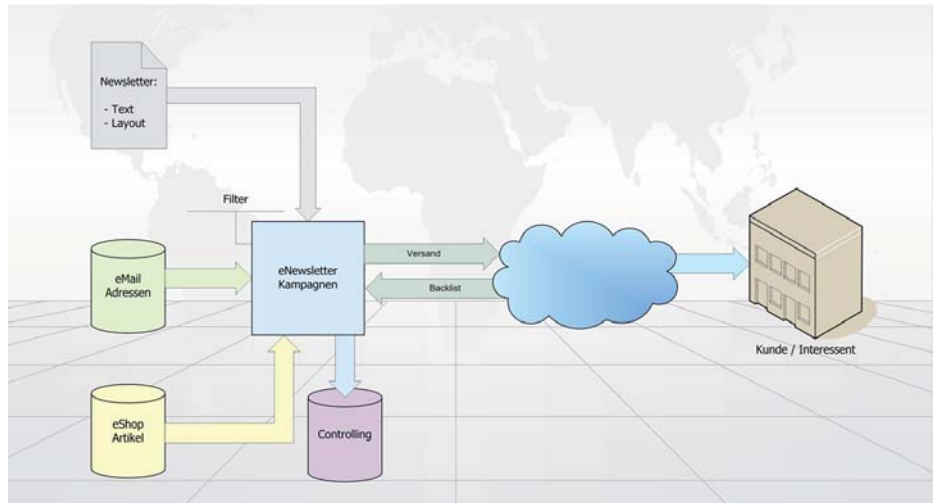 Newsletter:
- Text
- Layout
Filter
eMail
Adressen
eNewsletter
Kampagnen
Versand
Backlist
Kunde / Interessent
eShop
Artikel
Controlling